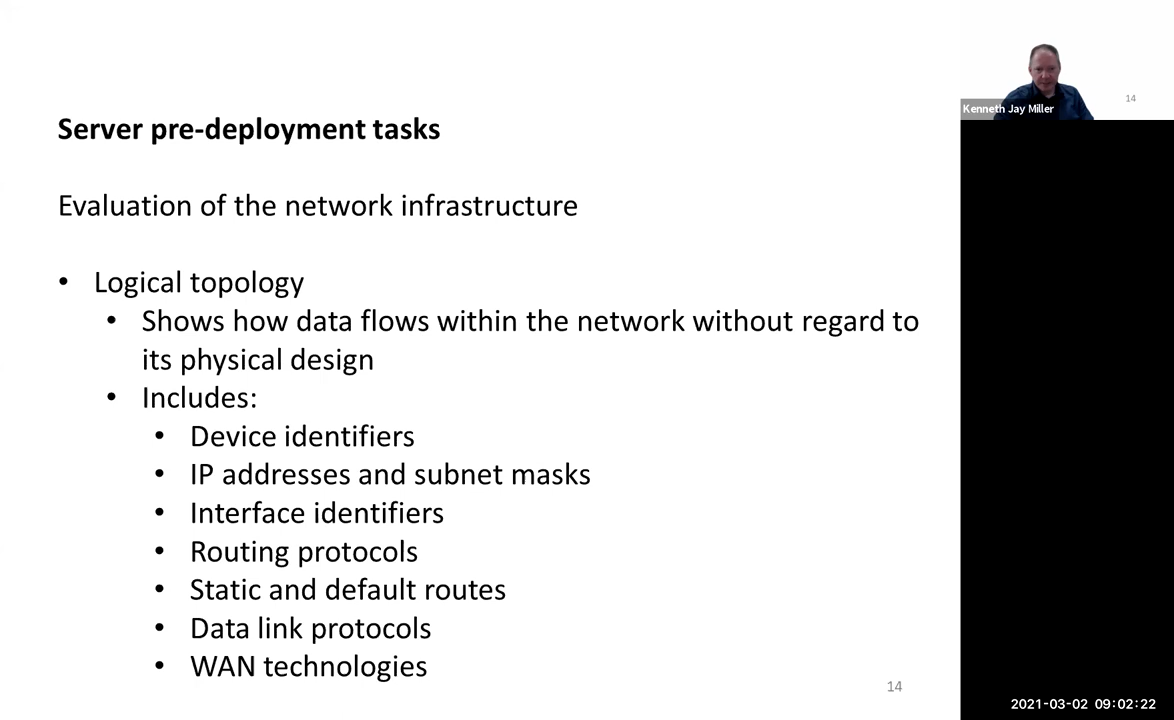 Server pre-deployment tasks
Evaluation of the network infrastructure
• Logical topology
• Shows how data flows within the network without regard to
its physical design
• Includes:
• Device identifiers
• IP addresses and subnet masks
• Interface identifiers
• Routing protocols
• Static and default routes
• Data link protocols
• WAN technologies
14
Kenneth Jay Miller
14
2021-03-02 09:02:22